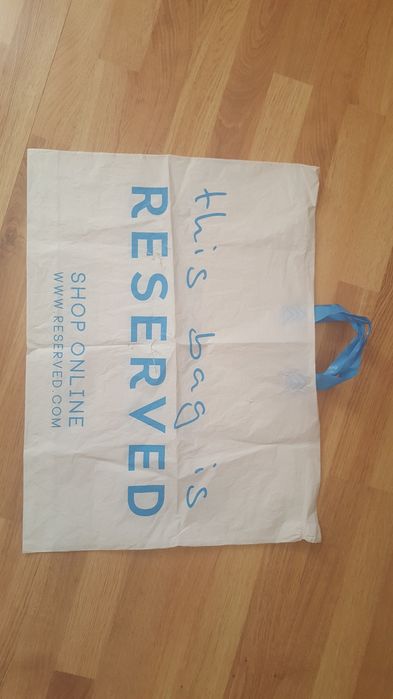 this bag is
RESERVED
SHOP ONLINE
WWW.RESERVED.COM